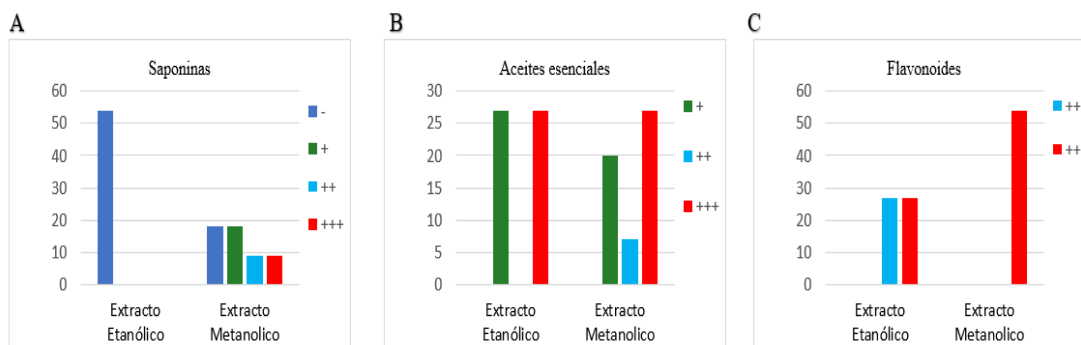 A
Saponinas
60
50
40
30
20
10
0
Extracto
Etanólico
Extracto
Metanolico
-
+
++
+++
B
Aceites esenciales
30
25
20
15
10
5
0
Extracto
Etanólico
Extracto
Metanolico
+
++
+++
C
Flavonoides
60
50
40
30
20
10
0
Extracto
Etanólico
Extracto
Metanolico
++
++